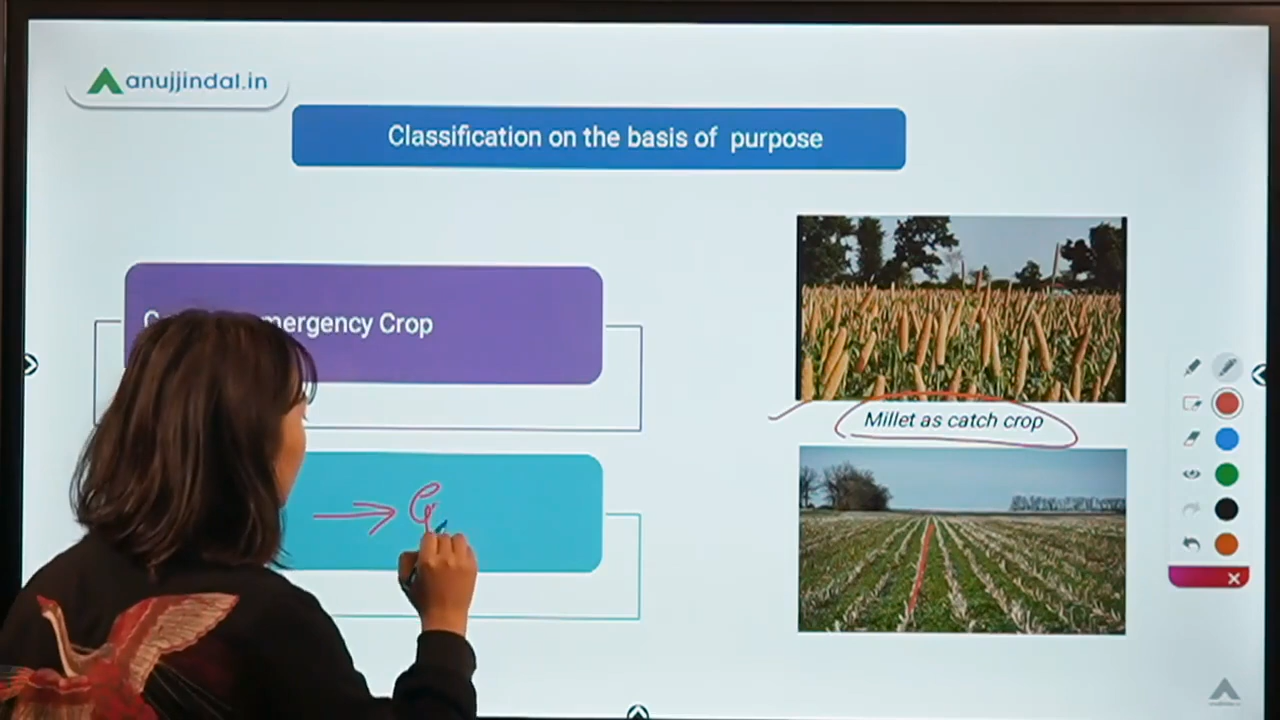 anujjindal.in
Classification on the basis of purpose
mergency Crop
Millet as catch crop